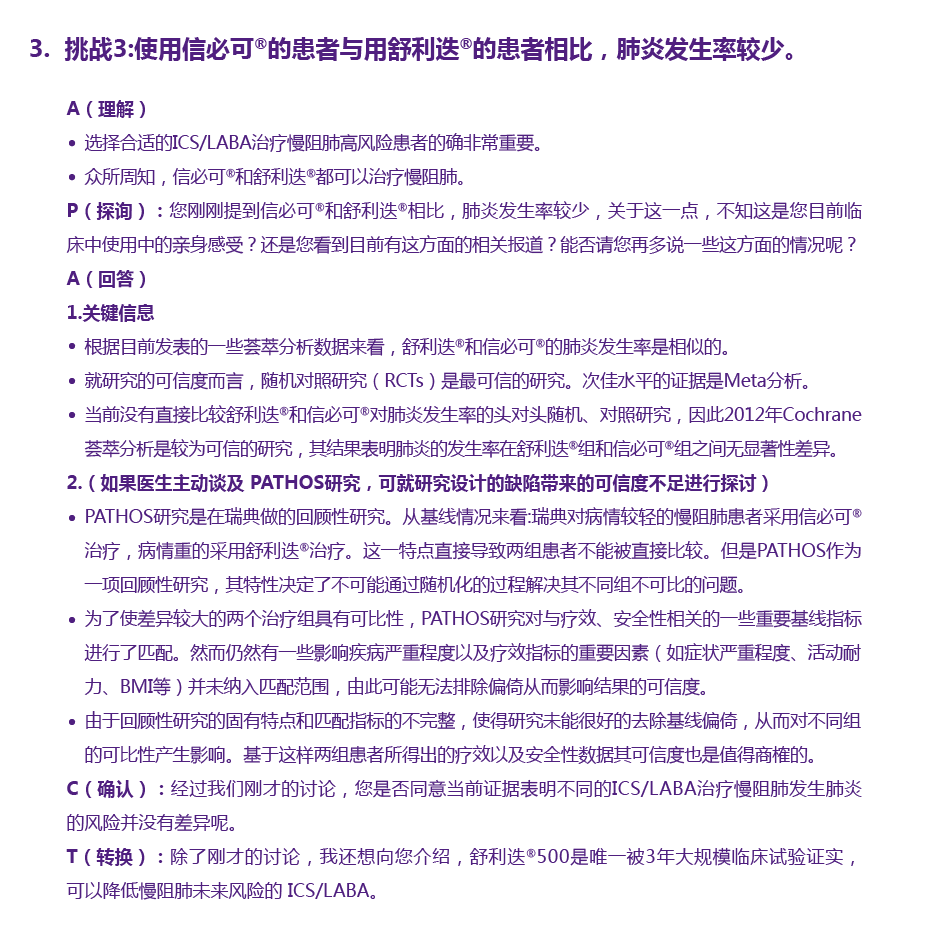 3. 挑战3:使用信必可®的患者与用舒利迭®的患者相比，肺炎发生率较少。
A（理解）
• 选择合适的ICS/LABA治疗慢阻肺高风险患者的确非常重要。
• 众所周知，信必可®和舒利迭®都可以治疗慢阻肺。
P（探询）：您刚刚提到信必可®和舒利迭®相比，肺炎发生率较少，关于这一点，不知这是您目前临
床中使用中的亲身感受？还是您看到目前有这方面的相关报道？能否请您再多说一些这方面的情况呢？
A（回答）
1.关键信息
• 根据目前发表的一些荟萃分析数据来看，舒利迭®和信必可®的肺炎发生率是相似的。
• 就研究的可信度而言，随机对照研究（RCTs）是最可信的研究。次佳水平的证据是Meta分析。
• 当前没有直接比较舒利迭®和信必可®对肺炎发生率的头对头随机、对照研究，因此2012年Cochrane
荟萃分析是较为可信的研究，其结果表明肺炎的发生率在舒利迭®组和信必可®组之间无显著性差异。
2.（如果医生主动谈及 PATHOS研究，可就研究设计的缺陷带来的可信度不足进行探讨）
• PATHOS研究是在瑞典做的回顾性研究。从基线情况来看:瑞典对病情较轻的慢阻肺患者采用信必可®
治疗，病情重的采用舒利迭®治疗。这一特点直接导致两组患者不能被直接比较。但是PATHOS作为
一项回顾性研究，其特性决定了不可能通过随机化的过程解决其不同组不可比的问题。
• 为了使差异较大的两个治疗组具有可比性，PATHOS研究对与疗效、安全性相关的一些重要基线指标
进行了匹配。然而仍然有一些影响疾病严重程度以及疗效指标的重要因素（如症状严重程度、活动耐
力、BMI等）并未纳入匹配范围，由此可能无法排除偏倚从而影响结果的可信度。
• 由于回顾性研究的固有特点和匹配指标的不完整，使得研究未能很好的去除基线偏倚，从而对不同组
的可比性产生影响。基于这样两组患者所得出的疗效以及安全性数据其可信度也是值得商榷的。
C（确认）：经过我们刚才的讨论，您是否同意当前证据表明不同的ICS/LABA治疗慢阻肺发生肺炎
的风险并没有差异呢。
T（转换）：除了刚才的讨论，我还想向您介绍，舒利迭®500是唯一被3年大规模临床试验证实，
可以降低慢阻肺未来风险的 ICS/LABA。